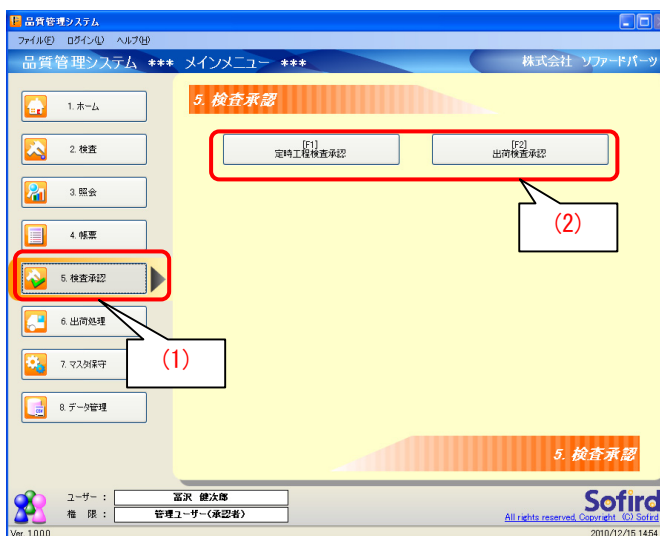 品質管理システム
ファイル(F) ログイン(L) ヘルプ(H)
品質管理システム *** メインメニュー ***
株式会社 ソファードパーツ
1. ホーム
2. 検査
3. 照会
4. 帳票
5. 検査承認
6. 出荷処理
7. マスタ保守
8. データ管理
5. 検査承認
[F1]
定時工程検査承認
[F2]
出荷検査承認
(2)
(1)
5. 検査承認
ユーザー :
冨沢 健次郎
権 限 :
管理ユーザー(承認者)
Sofird
All rights reserved, Copyright (C) Sofird
Ver 1.0.0.0
2010/12/15 14:54